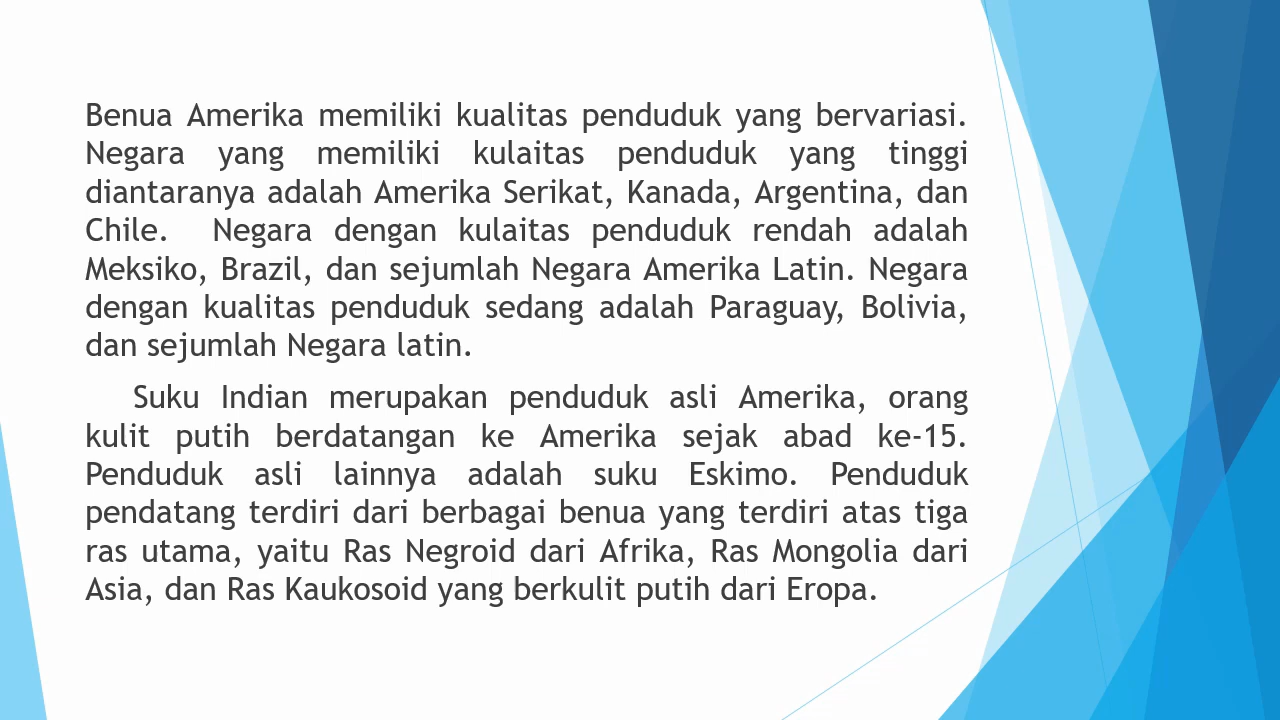 Benua Amerika memiliki kualitas penduduk yang bervariasi.
Negara yang memiliki kulaitas penduduk yang tinggi
diantaranya adalah Amerika Serikat, Kanada, Argentina, dan
Chile. Negara dengan kulaitas penduduk rendah adalah
Meksiko, Brazil, dan sejumlah Negara Amerika Latin. Negara
dengan kualitas penduduk sedang adalah Paraguay, Bolivia,
dan sejumlah Negara latin.
Suku Indian merupakan penduduk asli Amerika, orang
kulit putih berdatangan ke Amerika sejak abad ke-15.
Penduduk asli lainnya adalah suku Eskimo. Penduduk
pendatang terdiri dari berbagai benua yang terdiri atas tiga
ras utama, yaitu Ras Negroid dari Afrika, Ras Mongolia dari
Asia, dan Ras Kaukosoid yang berkulit putih dari Eropa.